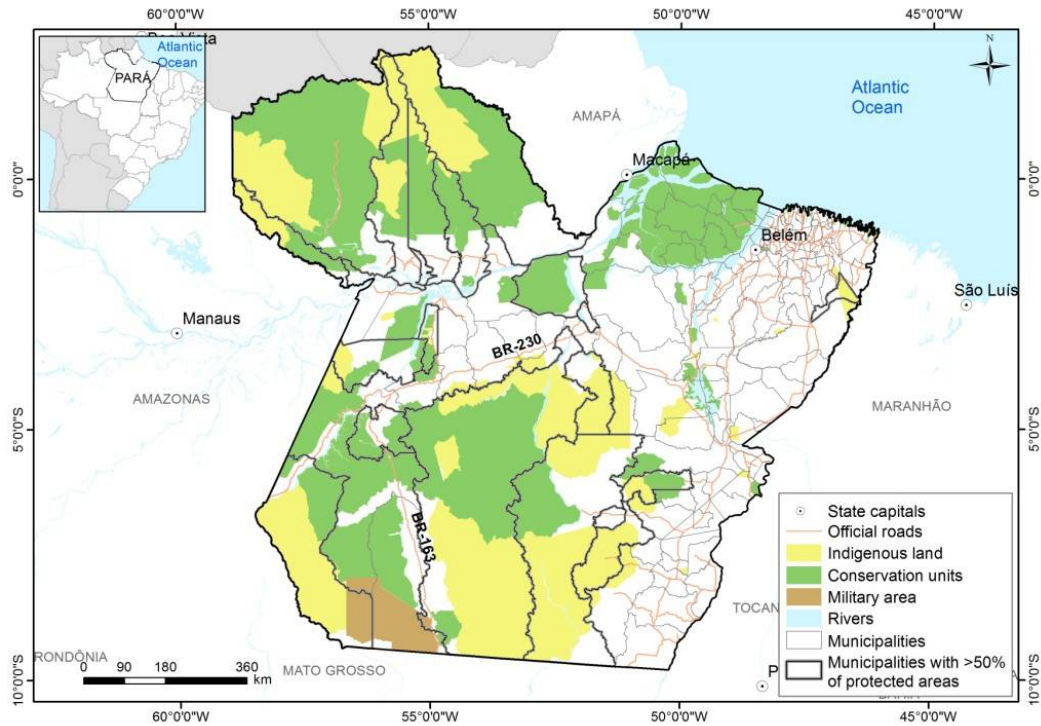 60°0'0"W
55°0'0"W
50°0'0"W
45°0'0"W
Atlantic
Ocean
PARÁ
N
Atlantic
Ocean
AMAPÁ
Macapá
0°0'0"
0°0'0"
Belém
São Luís
Manaus
BR-230
AMAZONAS
MARANHÃO
5°0'0"S
5°0'0"S
BR-163
State capitals
Official roads
Indigenous land
Conservation units
Military area
Rivers
Municipalities
Municipalities with >50%
of protected areas
TOCAN
RONDÔNIA
MATO GROSSO
0 90 180 360
km
P
10°0'0"S
10°0'0"S
60°0'0"W
55°0'0"W
50°0'0"W
45°0'0"W